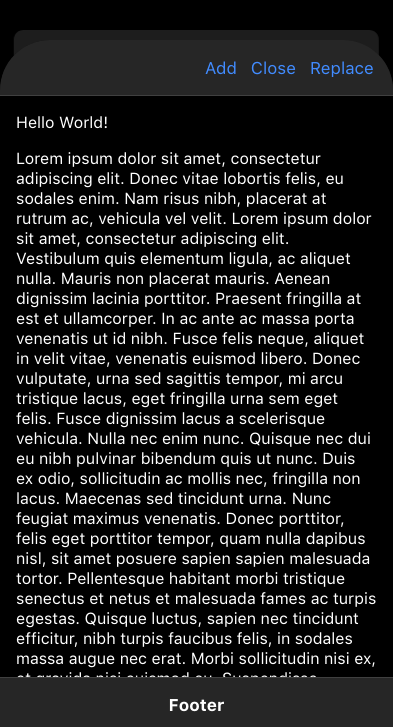 Add Close Replace
Hello World!
Lorem ipsum dolor sit amet, consectetur
adipiscing elit. Donec vitae lobortis felis, eu
sodales enim. Nam risus nibh, placerat at
rutrum ac, vehicula vel velit. Lorem ipsum dolor
sit amet, consectetur adipiscing elit.
Vestibulum quis elementum ligula, ac aliquet
nulla. Mauris non placerat mauris. Aenean
dignissim lacinia porttitor. Praesent fringilla at
est et ullamcorper. In ac ante ac massa porta
venenatis ut id nibh. Fusce felis neque, aliquet
in velit vitae, venenatis euismod libero. Donec
vulputate, urna sed sagittis tempor, mi arcu
tristique lacus, eget fringilla urna sem eget
felis. Fusce dignissim lacus a scelerisque
vehicula. Nulla nec enim nunc. Quisque nec dui
eu nibh pulvinar bibendum quis ut nunc. Duis
ex odio, sollicitudin ac mollis nec, fringilla non
lacus. Maecenas sed tincidunt urna. Nunc
feugiat maximus venenatis. Donec porttitor,
felis eget porttitor tempor, quam nulla dapibus
nisl, sit amet posuere sapien sapien malesuada
tortor. Pellentesque habitant morbi tristique
senectus et netus et malesuada fames ac turpis
egestas. Quisque luctus, sapien nec tincidunt
efficitur, nibh turpis faucibus felis, in sodales
massa augue nec erat. Morbi sollicitudin nisi ex,
Footer